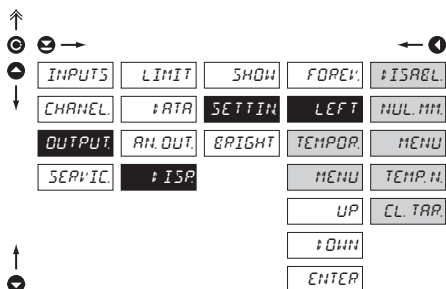 INPUTS LIMIT SHOW FOREV. DISABL.
CHANEL. DATA SETTIN. LEFT NUL. MM.
OUTPUT. AN. OUT. BRIGHT TEMPOR. MENU
SERVIC. DISP. MENU TEMP. N.
UP CL. TAR.
DOWN
ENTER